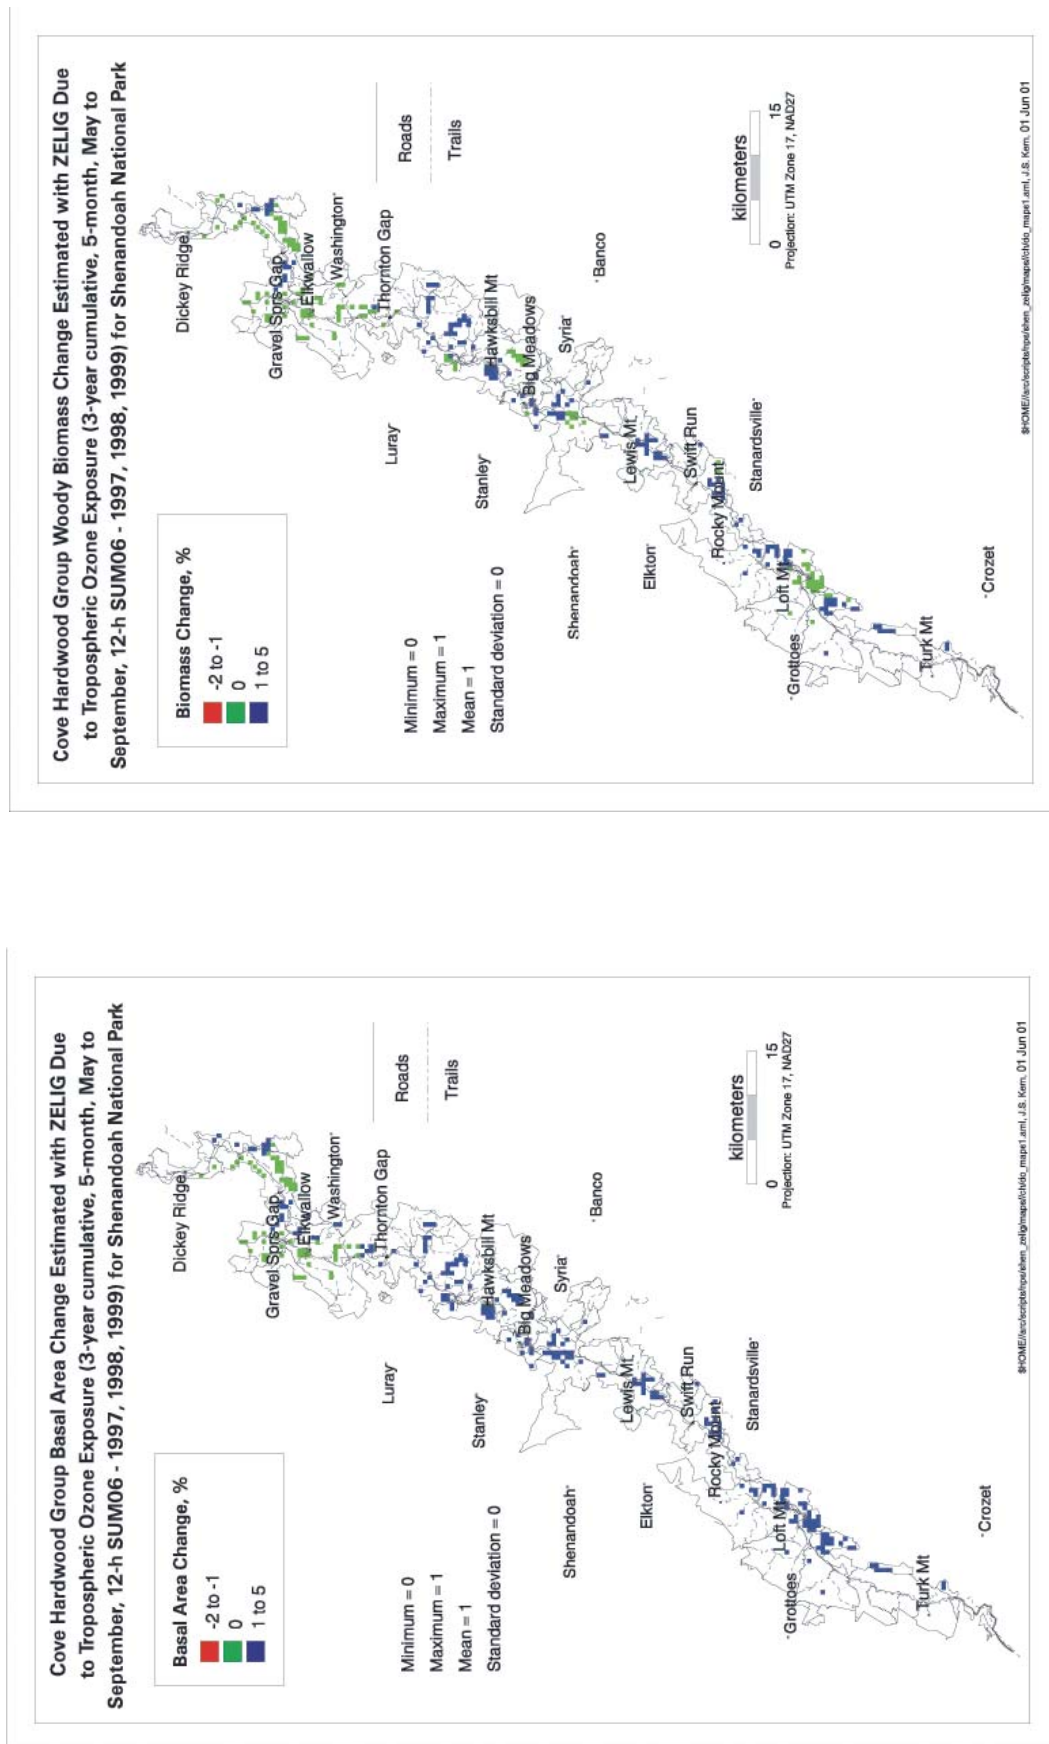 Cove Hardwood Group Woody Biomass Change Estimated with ZELIG Due
to Tropospheric Ozone Exposure (3-year cumulative, 5-month, May to
September, 12-h SUM06 - 1997, 1998, 1999) for Shenandoah National Park
Biomass Change, %
-2 to -1
0
1 to 5
Minimum = 0
Maximum = 1
Mean = 1
Standard deviation = 0
Roads
Trails
Dickey Ridge
Gravel Sprs Gap
Elkwallow
Washington
Thornton Gap
Luray
Hawksbill Mt
Stanley
Big Meadows
Syria
Banco
Shenandoah
Lewis Mt
Elkton
Swift Run
Rocky Mount
Stanardsville
Loft Mt
Grottoes
Turk Mt
Crozet
kilometers
0
15
Projection: UTM Zone 17, NAD27
Cove Hardwood Group Basal Area Change Estimated with ZELIG Due
to Tropospheric Ozone Exposure (3-year cumulative, 5-month, May to
September, 12-h SUM06 - 1997, 1998, 1999) for Shenandoah National Park
Basal Area Change, %
-2 to -1
0
1 to 5
Minimum = 0
Maximum = 1
Mean = 1
Standard deviation = 0
Roads
Trails
Dickey Ridge
Gravel Sprs Gap
Elkwallow
Washington
Thornton Gap
Luray
Hawksbill Mt
Stanley
Big Meadows
Syria
Banco
Shenandoah
Lewis Mt
Elkton
Swift Run
Rocky Mount
Stanardsville
Loft Mt
Grottoes
Turk Mt
Crozet
kilometers
0
15
Projection: UTM Zone 17, NAD27